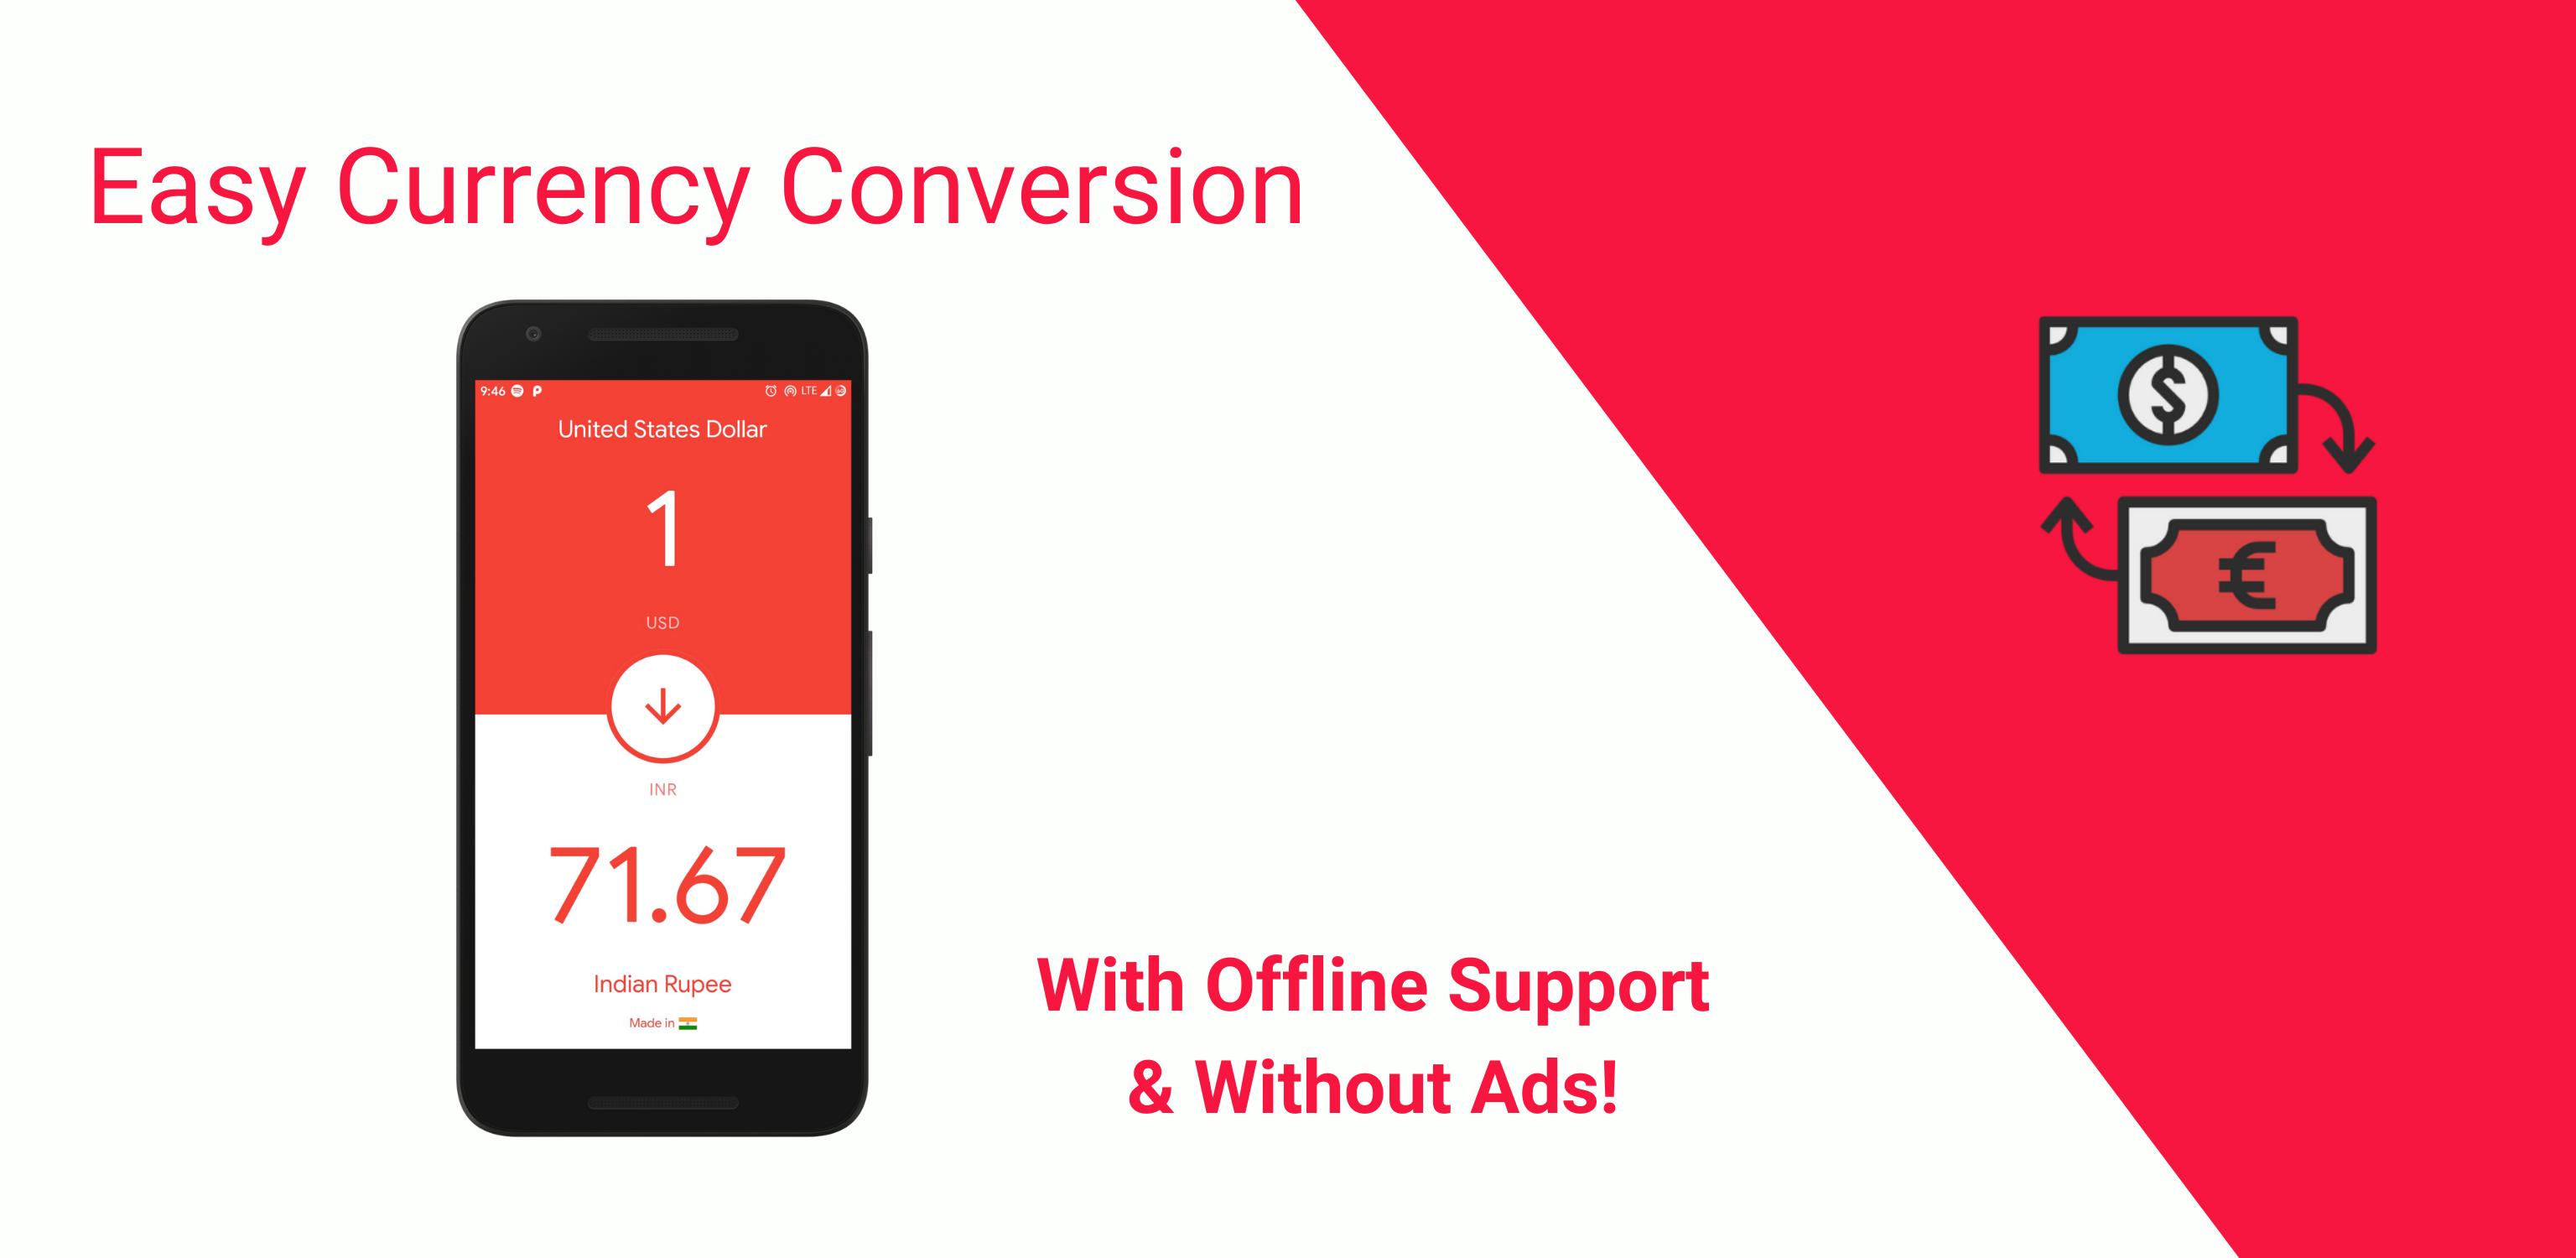 Easy Currency Conversion
9:46
LTE
United States Dollar
1
USD
INR
71.67
Indian Rupee
Made in
$
€
With Offline Support
& Without Ads!